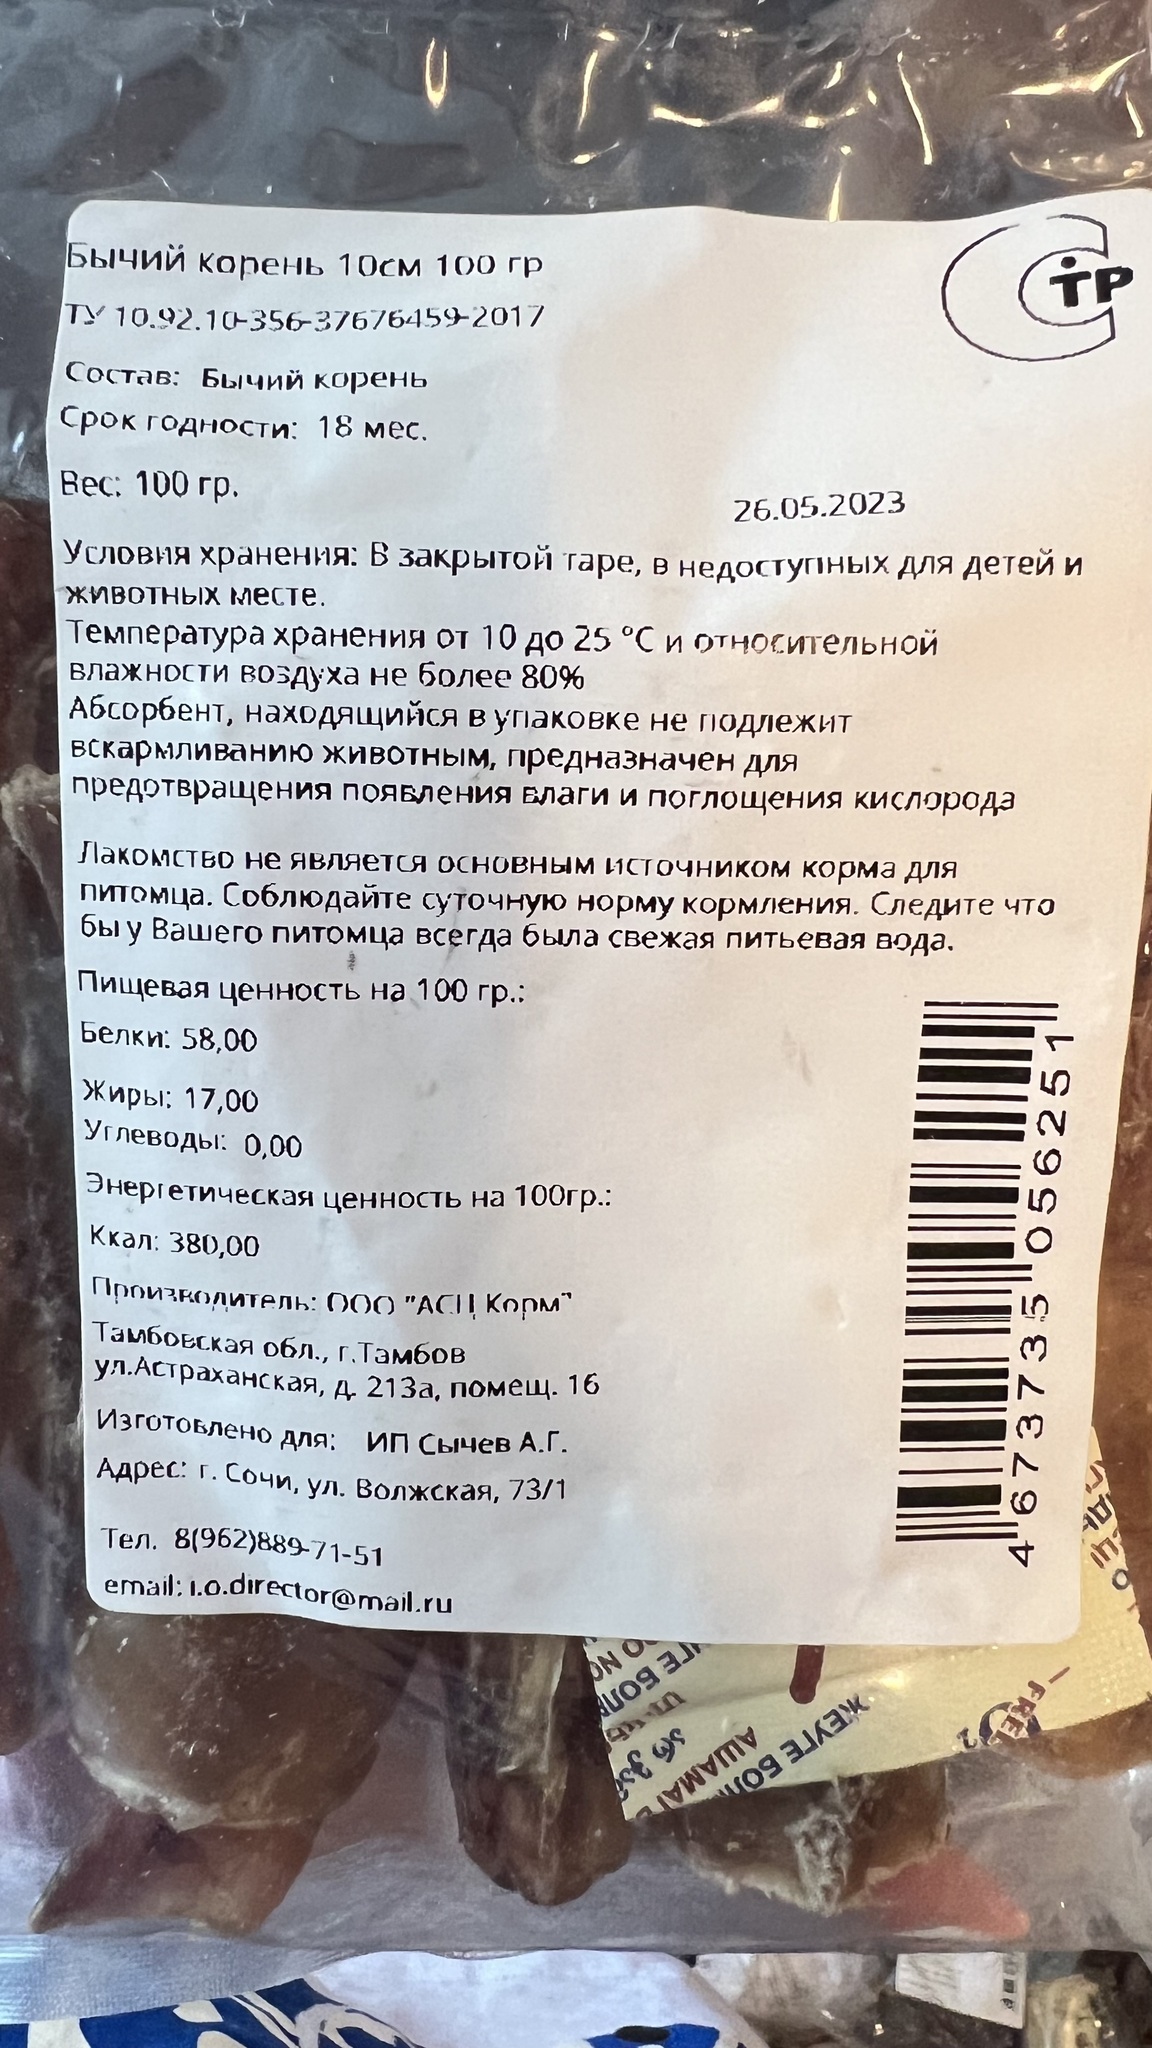 Бычий корень 10см 100 гр
СТР
ТУ 10.92.10-356-37676459-2017
Состав: Бычий корень
Срок годности: 18 мес.
Вес: 100 гр.
26.05.2023
Условия хранения: В закрытой таре, в недоступных для детей и
животных месте.
Температура хранения от 10 до 25 °C и относительной
влажности воздуха не более 80%
Абсорбент, находящийся в упаковке не подлежит
вскармливанию животным, предназначен для
предотвращения появления влаги и поглощения кислорода
Лакомство не является основным источником корма для
питомца. Соблюдайте суточную норму кормления. Следите что
бы у Вашего питомца всегда была свежая питьевая вода.
Пищевая ценность на 100 гр.:
Белки: 58,00
Жиры: 17,00
Углеводы: 0,00
Энергетическая ценность на 100гр.:
Ккал: 380,00
Производитель: ООО "АСЦ Корм"
Тамбовская обл., г.Тамбов
ул.Астраханская, д. 213а, помещ. 16
Изготовлено для: ИП Сычев А.Г.
Адрес: г. Сочи, ул. Волжская, 73/1
Тел. 8(962)889-71-51
email: i.o.director@mail.ru
4 673735 056251
ЖЕУГЕ БОЛ